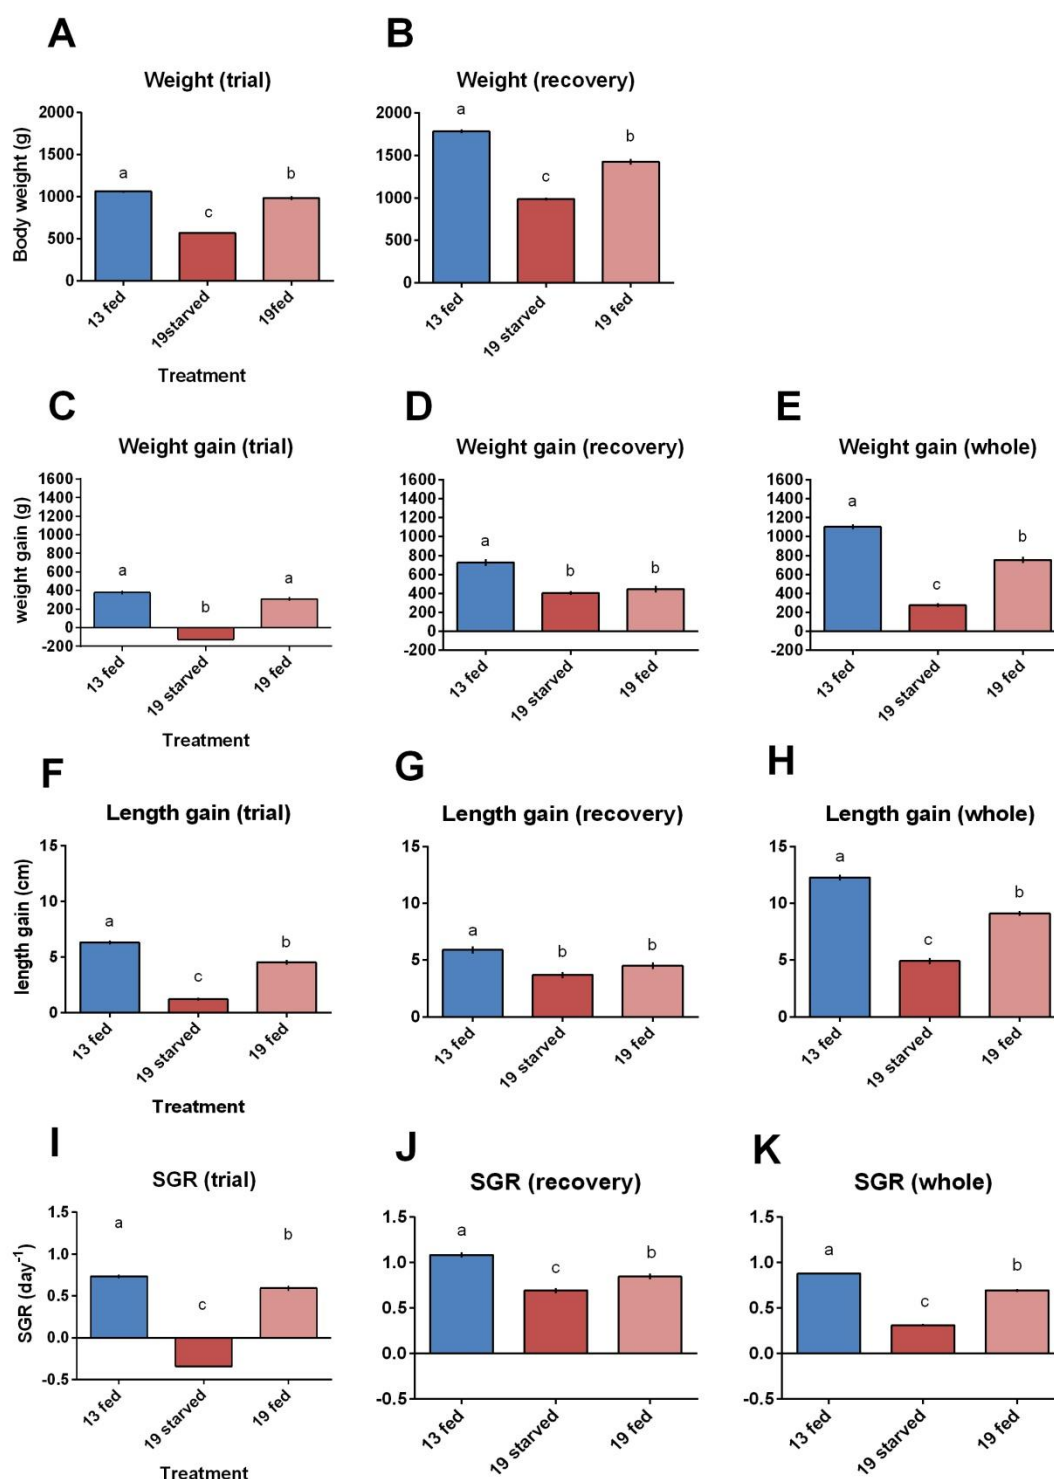 A
B
Weight (trial)
Weight (recovery)
Body weight (g)
2000
1500
1000
500
0
a
c
b
13 fed
19starved
19fed
Treatment
2000
1500
1000
500
0
a
c
b
13 fed
19 starved
19 fed
C
D
E
Weight gain (trial)
Weight gain (recovery)
Weight gain (whole)
weight gain (g)
1600
1400
1200
1000
800
600
400
200
0
-200
a
b
a
13 fed
19 starved
19 fed
Treatment
1600
1400
1200
1000
800
600
400
200
0
-200
a
b
b
13 fed
19 starved
19 fed
1600
1400
1200
1000
800
600
400
200
0
-200
a
c
b
13 fed
19 starved
19 fed
F
G
H
Length gain (trial)
Length gain (recovery)
Length gain (whole)
length gain (cm)
15
10
5
0
a
c
b
13 fed
19 starved
19 fed
Treatment
15
10
5
0
a
b
b
13 fed
19 starved
19 fed
15
10
5
0
a
c
b
13 fed
19 starved
19 fed
I
J
K
SGR (trial)
SGR (recovery)
SGR (whole)
SGR (day⁻¹)
1.5
1.0
0.5
0.0
-0.5
a
c
b
13 fed
19 starved
19 fed
Treatment
1.5
1.0
0.5
0.0
-0.5
a
c
b
13 fed
19 starved
19 fed
1.5
1.0
0.5
0.0
-0.5
a
c
b
13 fed
19 starved
19 fed